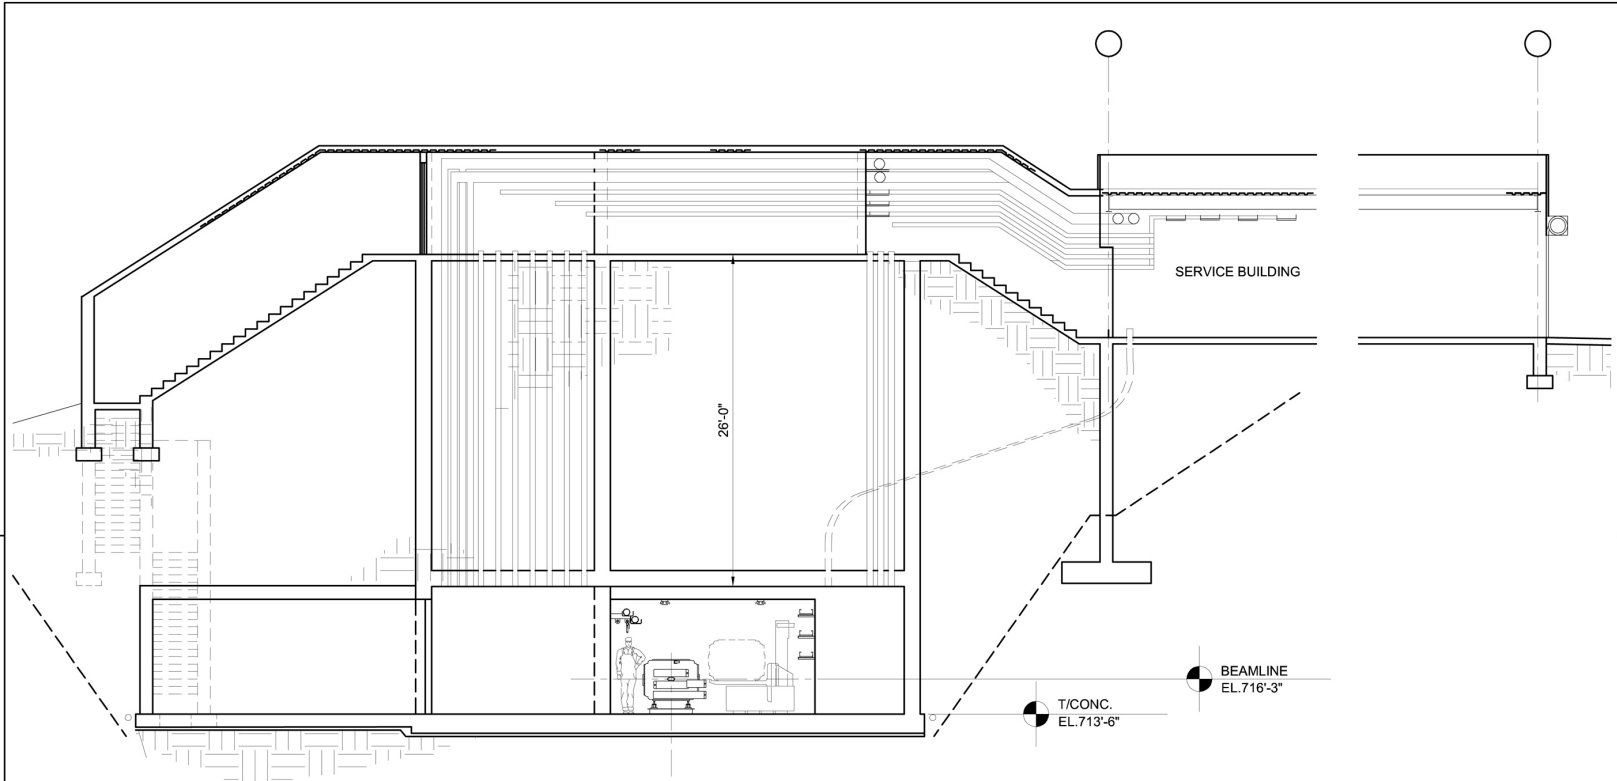 SERVICE BUILDING
26'-0"
BEAMLINE
EL.716'-3"
T/CONC.
EL.713'-6"